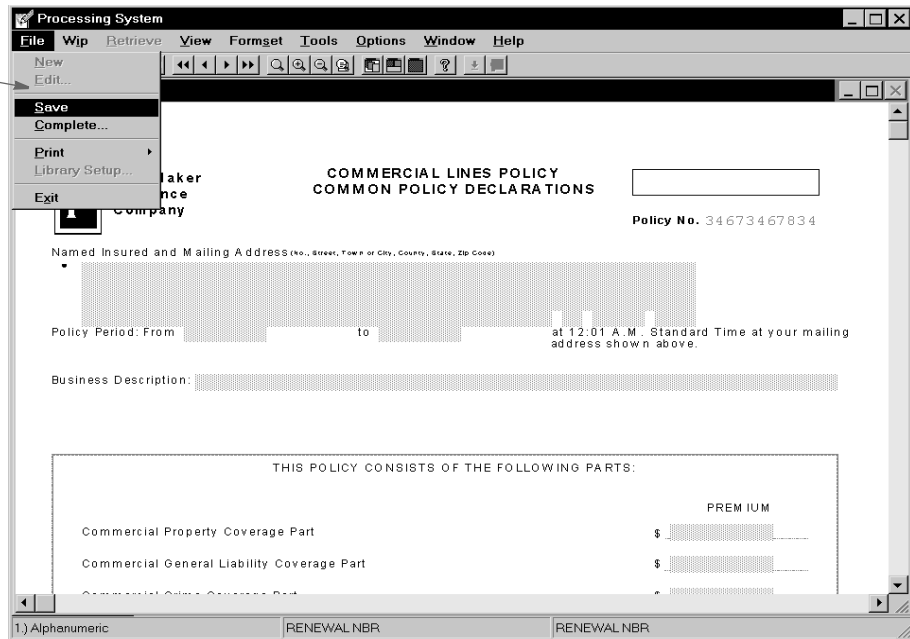 Processing System
File Wip Retrieve View Formset Tools Options Window Help
New
Edit...
Save
Complete...
Print
Library Setup...
Exit
laker
nce
Company
COMMERCIAL LINES POLICY
COMMON POLICY DECLARATIONS
Policy No. 34673467834
Named Insured and Mailing Address (No., Street, Town or City, County, State, Zip Code)
Policy Period: From to at 12:01 A.M. Standard Time at your mailing
address shown above.
Business Description:
THIS POLICY CONSISTS OF THE FOLLOWING PARTS:
PREMIUM
Commercial Property Coverage Part $
Commercial General Liability Coverage Part $
Commercial Crime Coverage Part $
1.) Alphanumeric RENEWAL NBR RENEWAL NBR